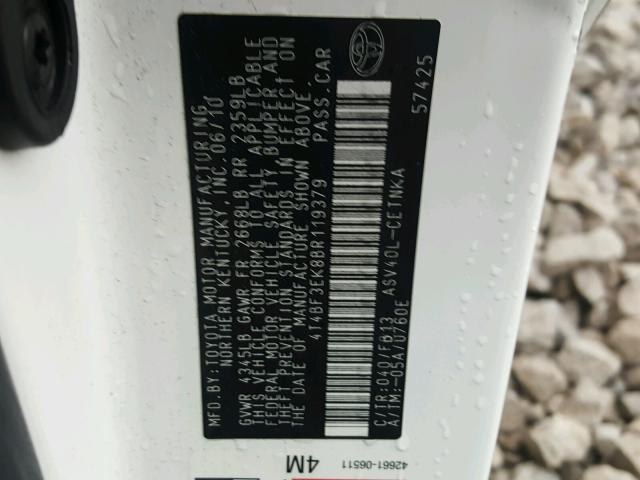 MFD.BY:TOYOTA MOTOR MANUFACTURING
NORTHERN KENTUCKY, INC. 06/10
GVWR 4345LB GAWR FR 2668LB RR 2359LB
THIS VEHICLE CONFORMS TO ALL APPLICABLE
FEDERAL MOTOR VEHICLE SAFETY, BUMPER, AND
THEFT PREVENTION STANDARDS IN EFFECT ON
THE DATE OF MANUFACTURE SHOWN ABOVE.
4T4BF3EK8BR119379 PASS.CAR
C/TR:040/FB13 ASV40L-CETNKA
A/TM:-05A/U760E
57425
42661-06511
4M